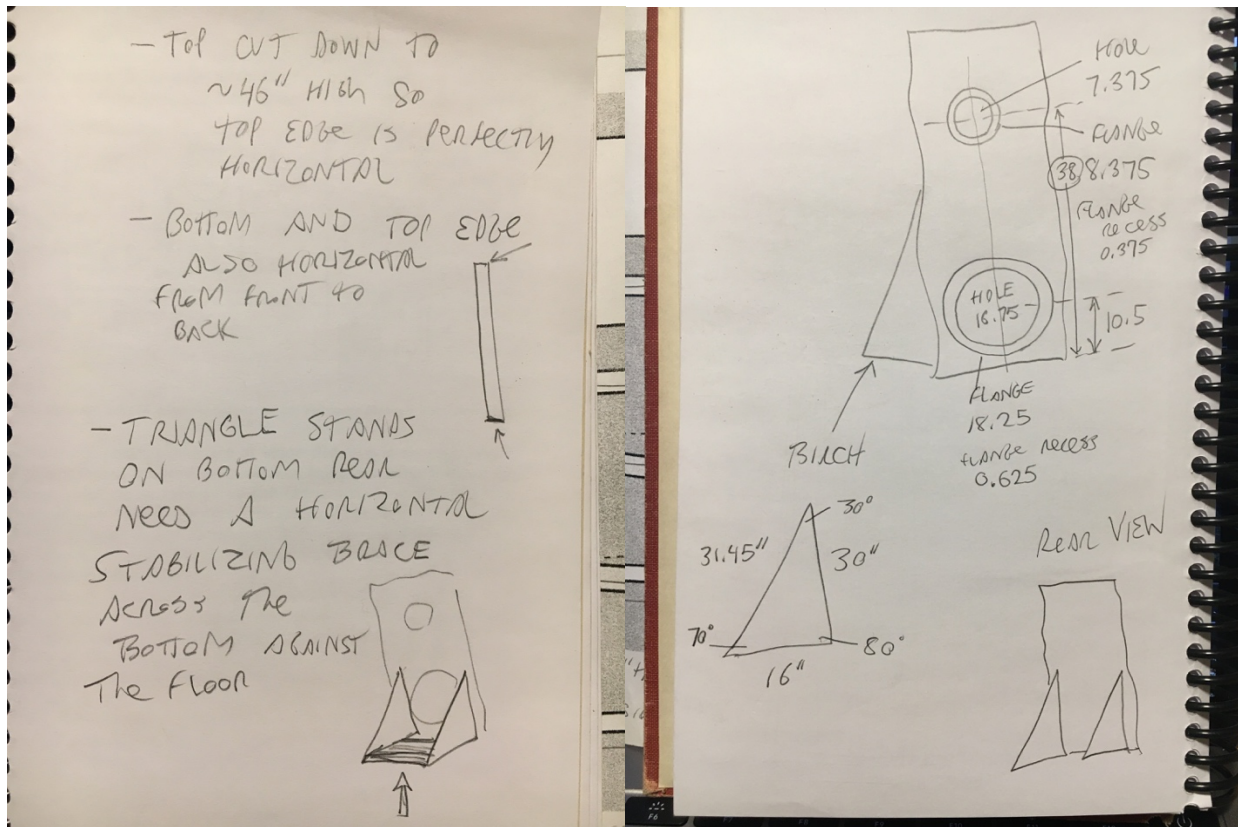 - TOP CUT DOWN TO
~46" HIGH SO
TOP EDGE IS PERFECTLY
HORIZONTAL
- BOTTOM AND TOP EDGE
ALSO HORIZONTAL
FROM FRONT TO
BACK
- TRIANGLE STANDS
ON BOTTOM REAR
NEED A HORIZONTAL
STABILIZING BRACE
ACROSS THE
BOTTOM AGAINST
THE FLOOR
HOLE
7.375
FLANGE
38 8.375
FLANGE
RECESS
0.375
HOLE
16.75
10.5
FLANGE
18.25
FLANGE RECESS
0.625
BIRCH
30°
31.45"
30"
70°
80°
16"
REAR VIEW
F6